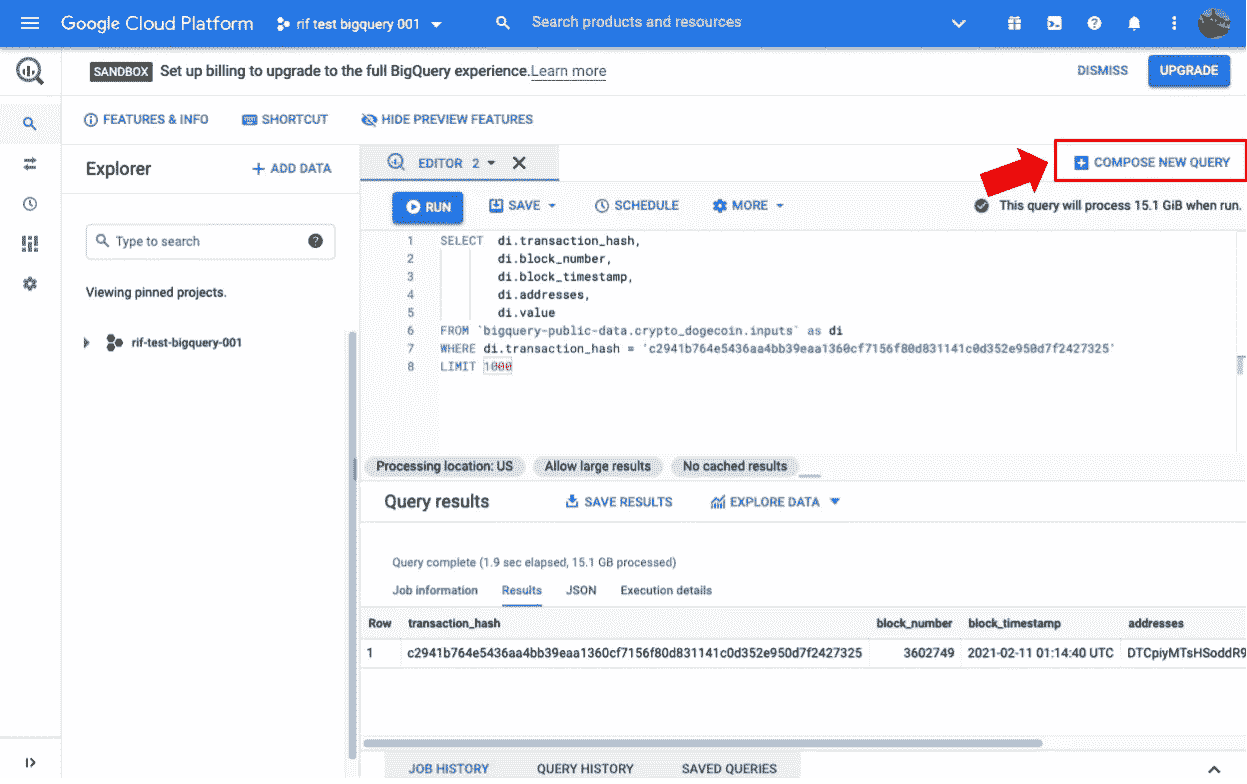 Google Cloud Platform rif test bigquery 001 Search products and resources
SANDBOX Set up billing to upgrade to the full BigQuery experience. Learn more DISMISS UPGRADE
FEATURES & INFO SHORTCUT HIDE PREVIEW FEATURES
Explorer + ADD DATA EDITOR 2 COMPOSE NEW QUERY
RUN SAVE SCHEDULE MORE This query will process 15.1 GiB when run.
Type to search
Viewing pinned projects.
rif-test-bigquery-001
1 SELECT di.transaction_hash,
2 di.block_number,
3 di.block_timestamp,
4 di.addresses,
5 di.value
6 FROM `bigquery-public-data.crypto_dogecoin.inputs` as di
7 WHERE di.transaction_hash = 'c2941b764e5436aa4bb39eaa1360cf7156f80d831141c0d352e950d7f2427325'
8 LIMIT 1000
Processing location: US Allow large results No cached results
Query results SAVE RESULTS EXPLORE DATA
Query complete (1.9 sec elapsed, 15.1 GB processed)
Job information Results JSON Execution details
Row transaction_hash block_number block_timestamp addresses
1 c2941b764e5436aa4bb39eaa1360cf7156f80d831141c0d352e950d7f2427325 3602749 2021-02-11 01:14:40 UTC DTCpiyMTsHSoddR9
JOB HISTORY QUERY HISTORY SAVED QUERIES